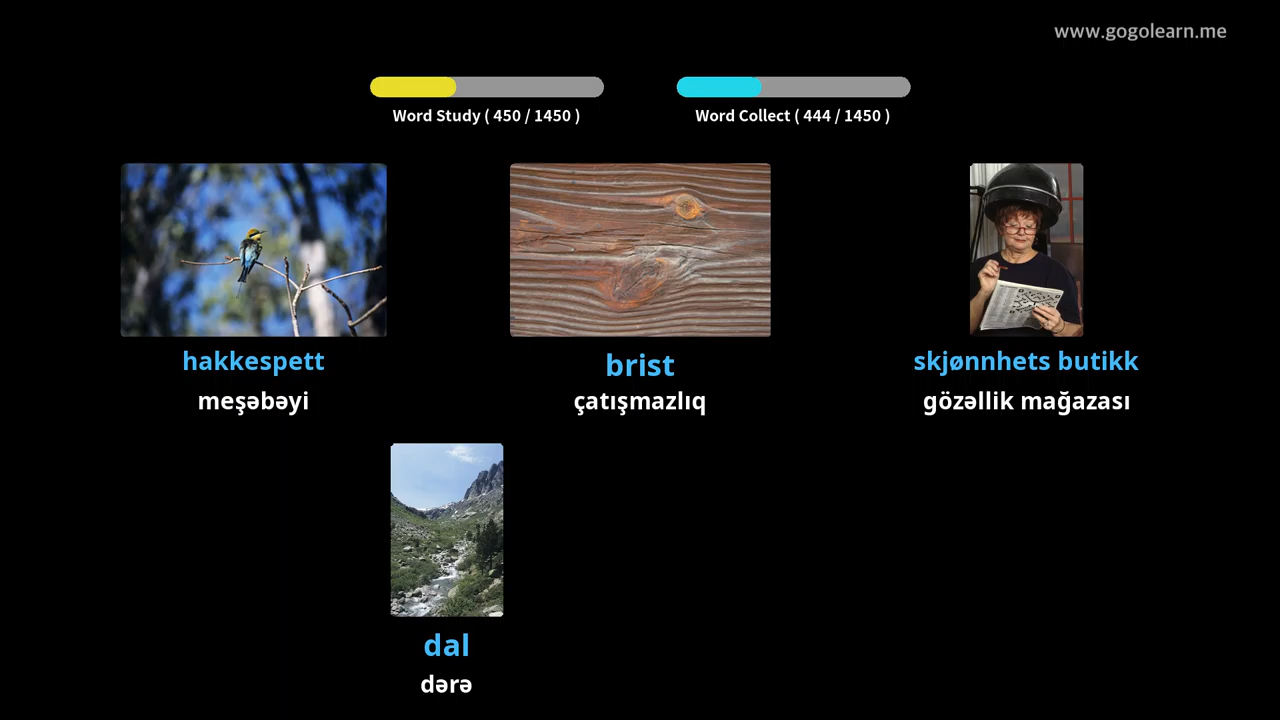 www.gogolearn.me
Word Study ( 450 / 1450 )
Word Collect ( 444 / 1450 )
hakkespett
meşəbəyi
brist
çatışmazlıq
skjønnhets butikk
gözəllik mağazası
dal
dərə